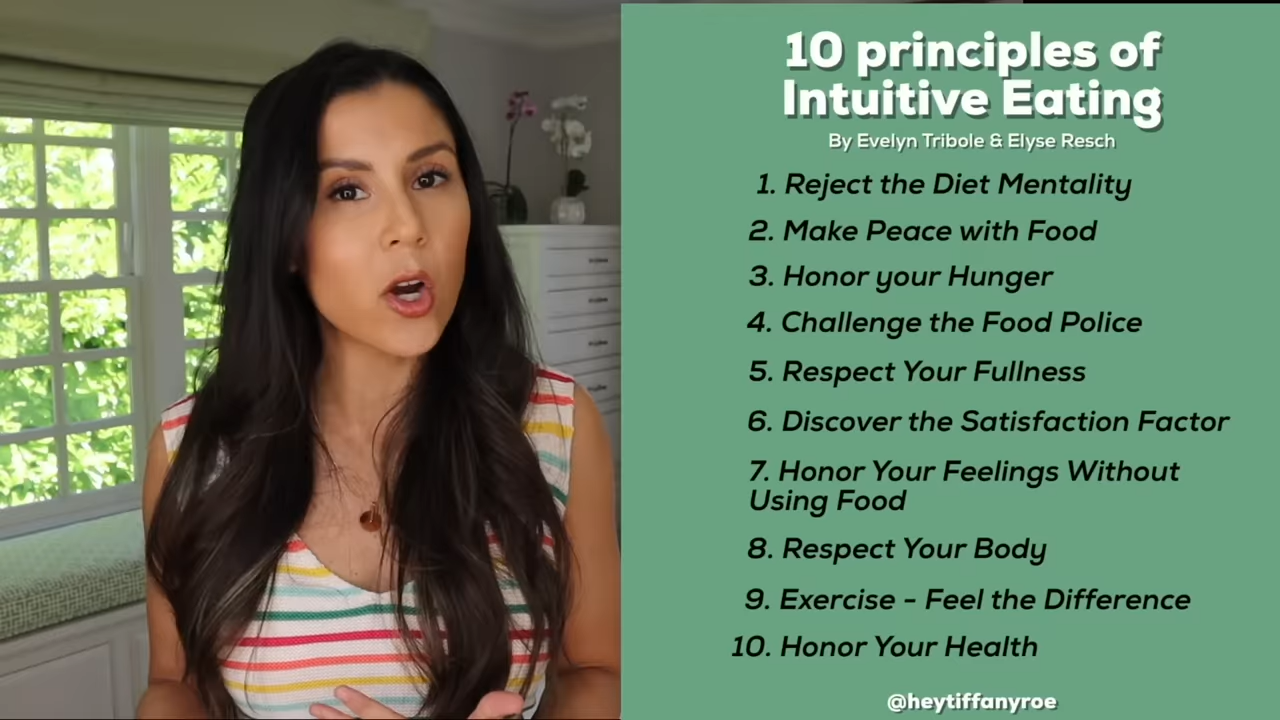 10 principles of
Intuitive Eating
By Evelyn Tribole & Elyse Resch
1. Reject the Diet Mentality
2. Make Peace with Food
3. Honor your Hunger
4. Challenge the Food Police
5. Respect Your Fullness
6. Discover the Satisfaction Factor
7. Honor Your Feelings Without
Using Food
8. Respect Your Body
9. Exercise - Feel the Difference
10. Honor Your Health
@heytiffanyroe